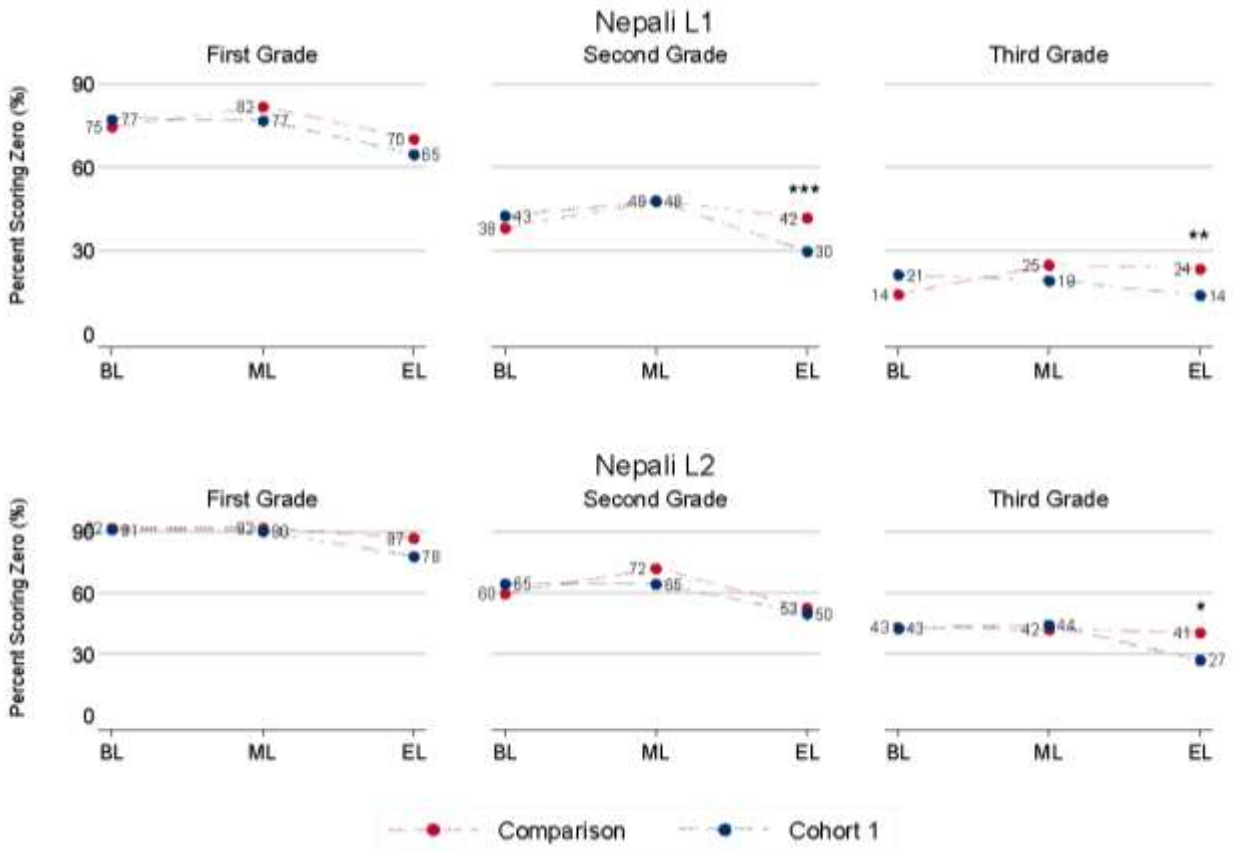 Nepali L1
First Grade Second Grade Third Grade
Percent Scoring Zero (%)
90
60
30
0
75 77 82 77 70 65
38 43 48 48 42 30 ***
14 21 25 19 24 14 **
BL ML EL BL ML EL BL ML EL
Nepali L2
First Grade Second Grade Third Grade
Percent Scoring Zero (%)
90
60
30
0
91 90 87 78
60 65 72 65 53 50
43 43 42 44 41 27 *
BL ML EL BL ML EL BL ML EL
Comparison Cohort 1